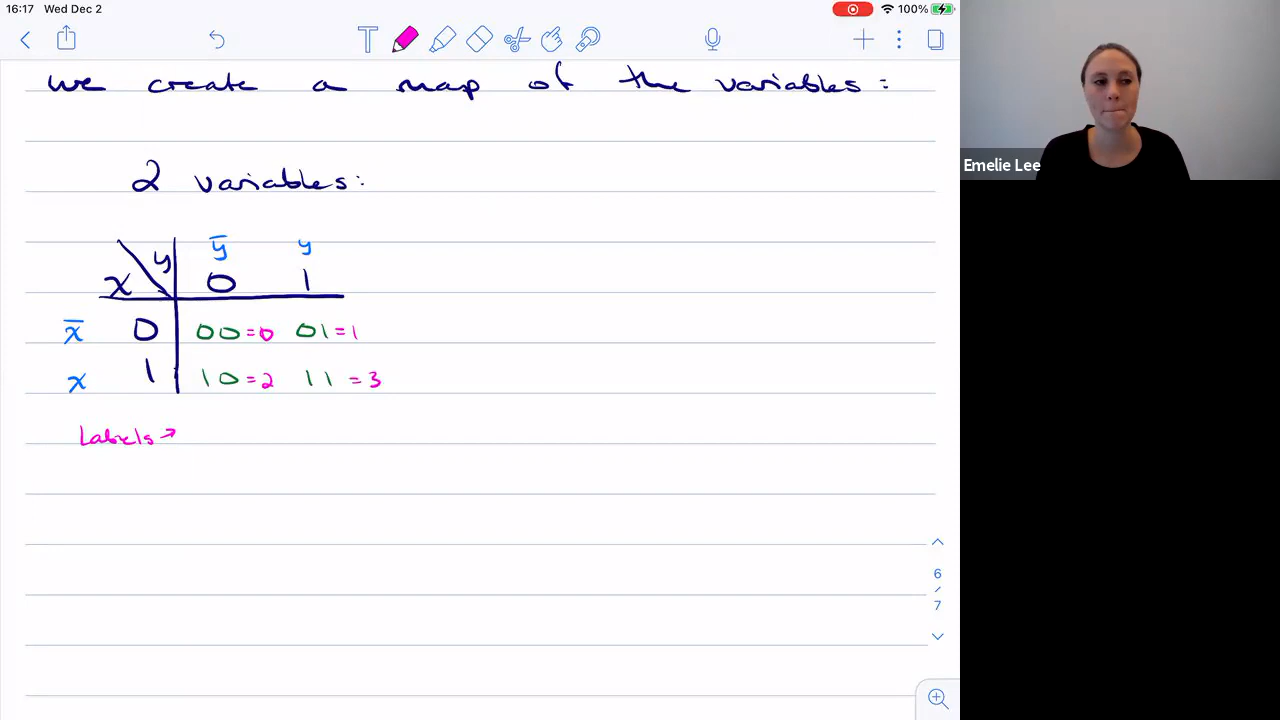 16:17 Wed Dec 2
100%
T
we create a map of the variables:
Emelie Lee
2 variables:
y ȳ y
x 0 1
x̄ 0 00=0 01=1
x 1 10=2 11=3
Labels →
6
/
7